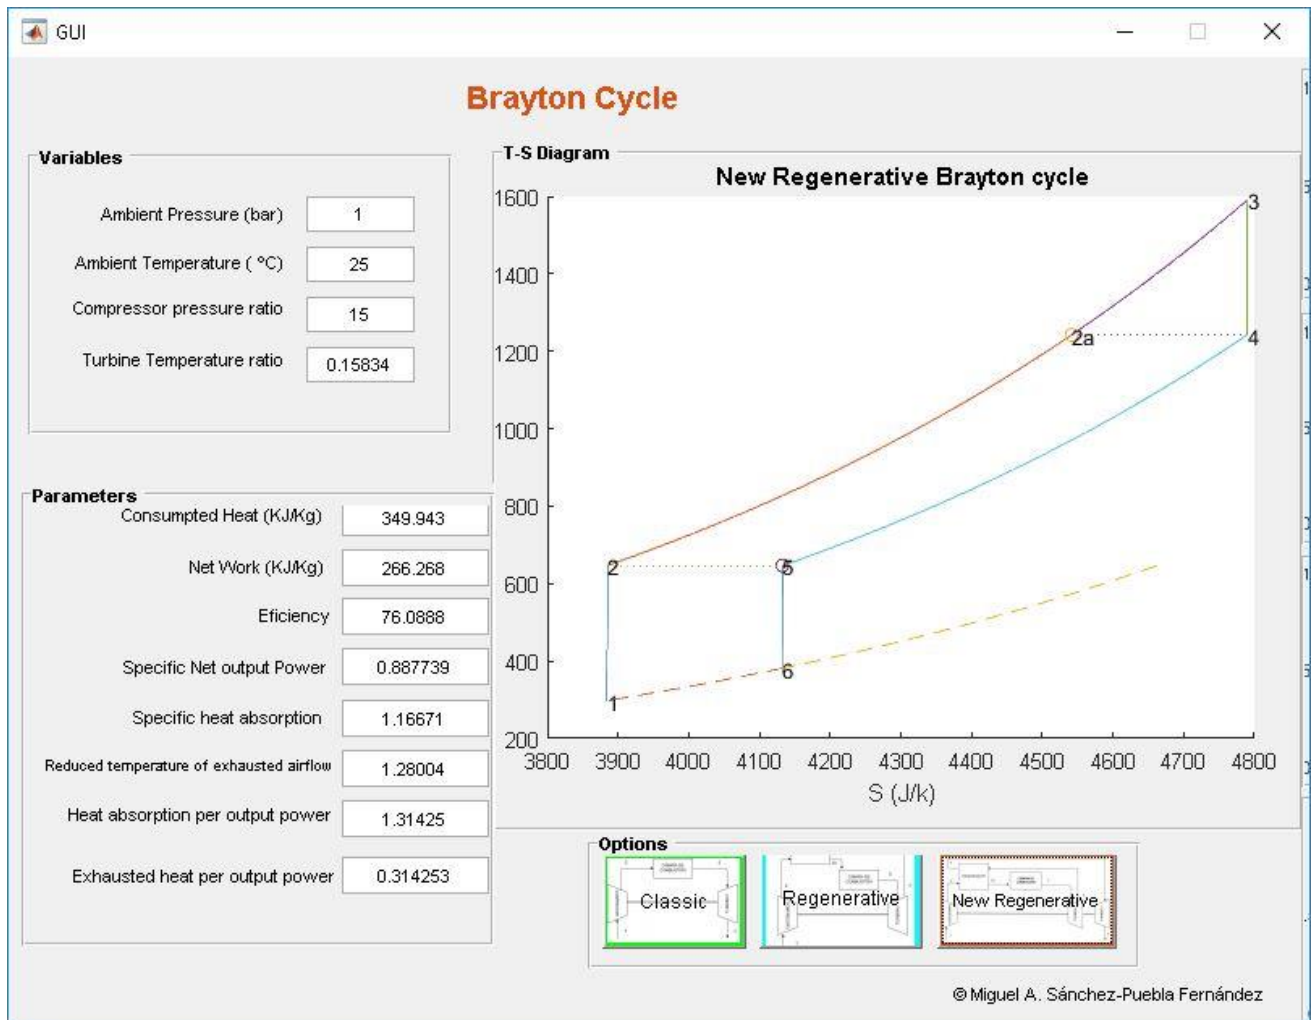 GUI
Brayton Cycle
Variables
Ambient Pressure (bar) 1
Ambient Temperature ( ºC) 25
Compressor pressure ratio 15
Turbine Temperature ratio 0.15834
Parameters
Consumpted Heat (KJ/Kg) 349.943
Net Work (KJ/Kg) 266.268
Eficiency 76.0888
Specific Net output Power 0.887739
Specific heat absorption 1.16671
Reduced temperature of exhausted airflow 1.28004
Heat absorption per output power 1.31425
Exhausted heat per output power 0.314253
T-S Diagram
New Regenerative Brayton cycle
1600
1400
1200
1000
800
600
400
200
3
2a
4
2
5
6
1
3800 3900 4000 4100 4200 4300 4400 4500 4600 4700 4800
S (J/k)
Options
Classic
Regenerative
New Regenerative
© Miguel A. Sánchez-Puebla Fernández